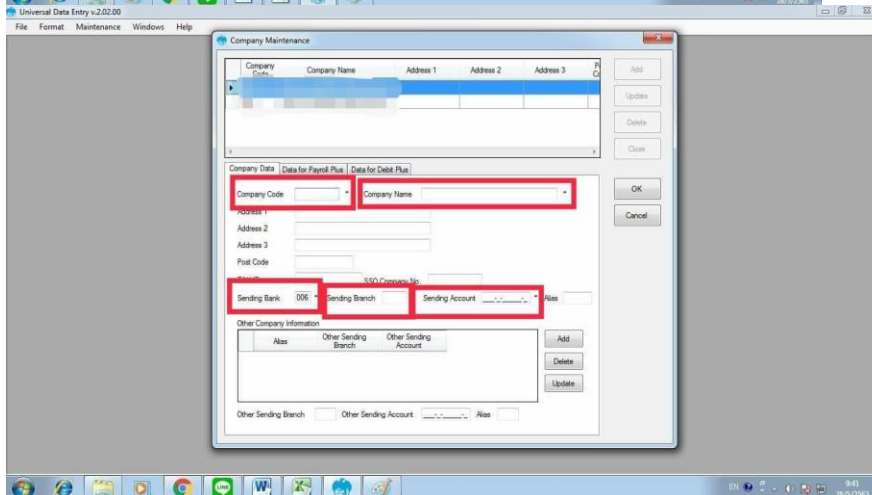 Universal Data Entry v.2.02.00
File Format Maintenance Windows Help
Company Maintenance
Company Code Company Name Address 1 Address 2 Address 3
Add
Update
Delete
Close
Company Data Data for Payroll Plus Data for Debit Plus
Company Code * Company Name *
OK
Address 1
Cancel
Address 2
Address 3
Post Code
SSO Company No.
Sending Bank 006 * Sending Branch Sending Account ___-_-_____-_ * Alias
Other Company Information
Alias Other Sending Branch Other Sending Account
Add
Delete
Update
Other Sending Branch Other Sending Account ___-_-_____-_ Alias
EN 9:41